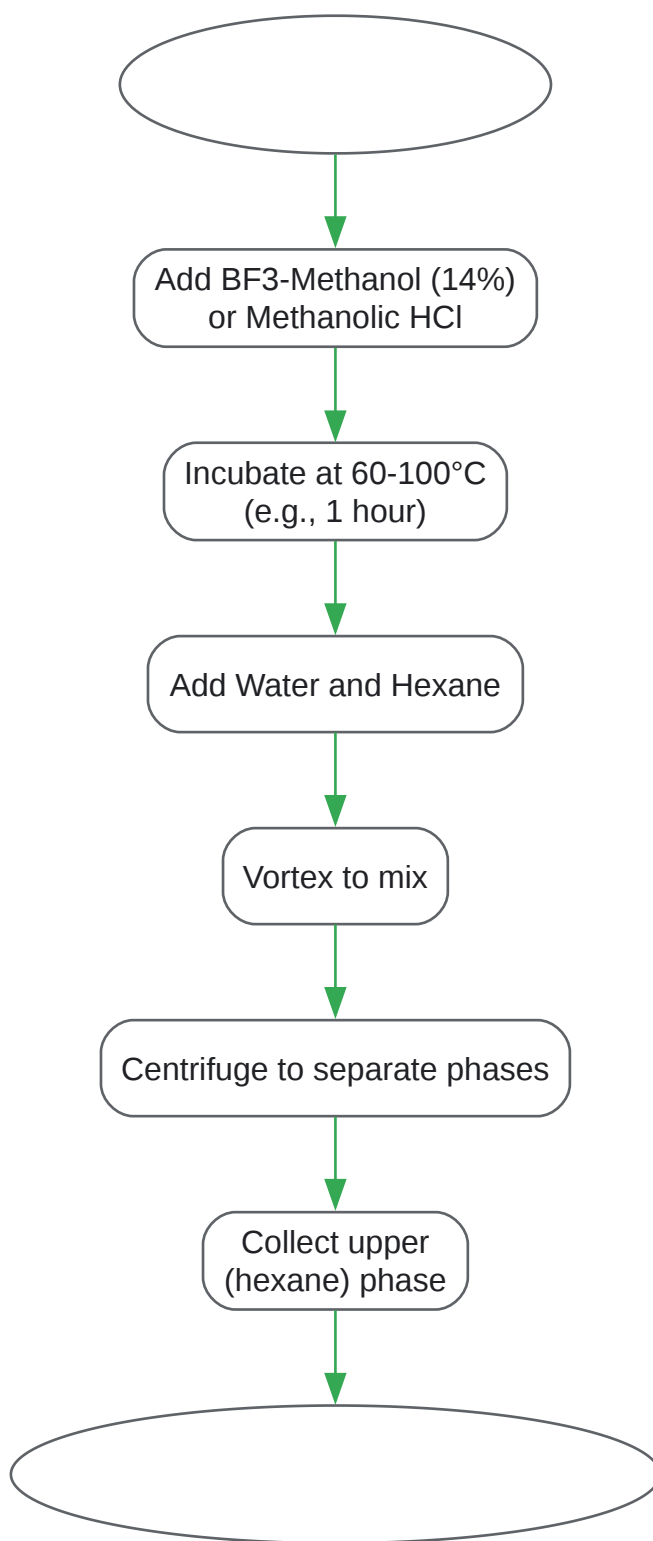 Add BF3-Methanol (14%)
or Methanolic HCl
Incubate at 60-100°C
(e.g., 1 hour)
Add Water and Hexane
Vortex to mix
Centrifuge to separate phases
Collect upper
(hexane) phase